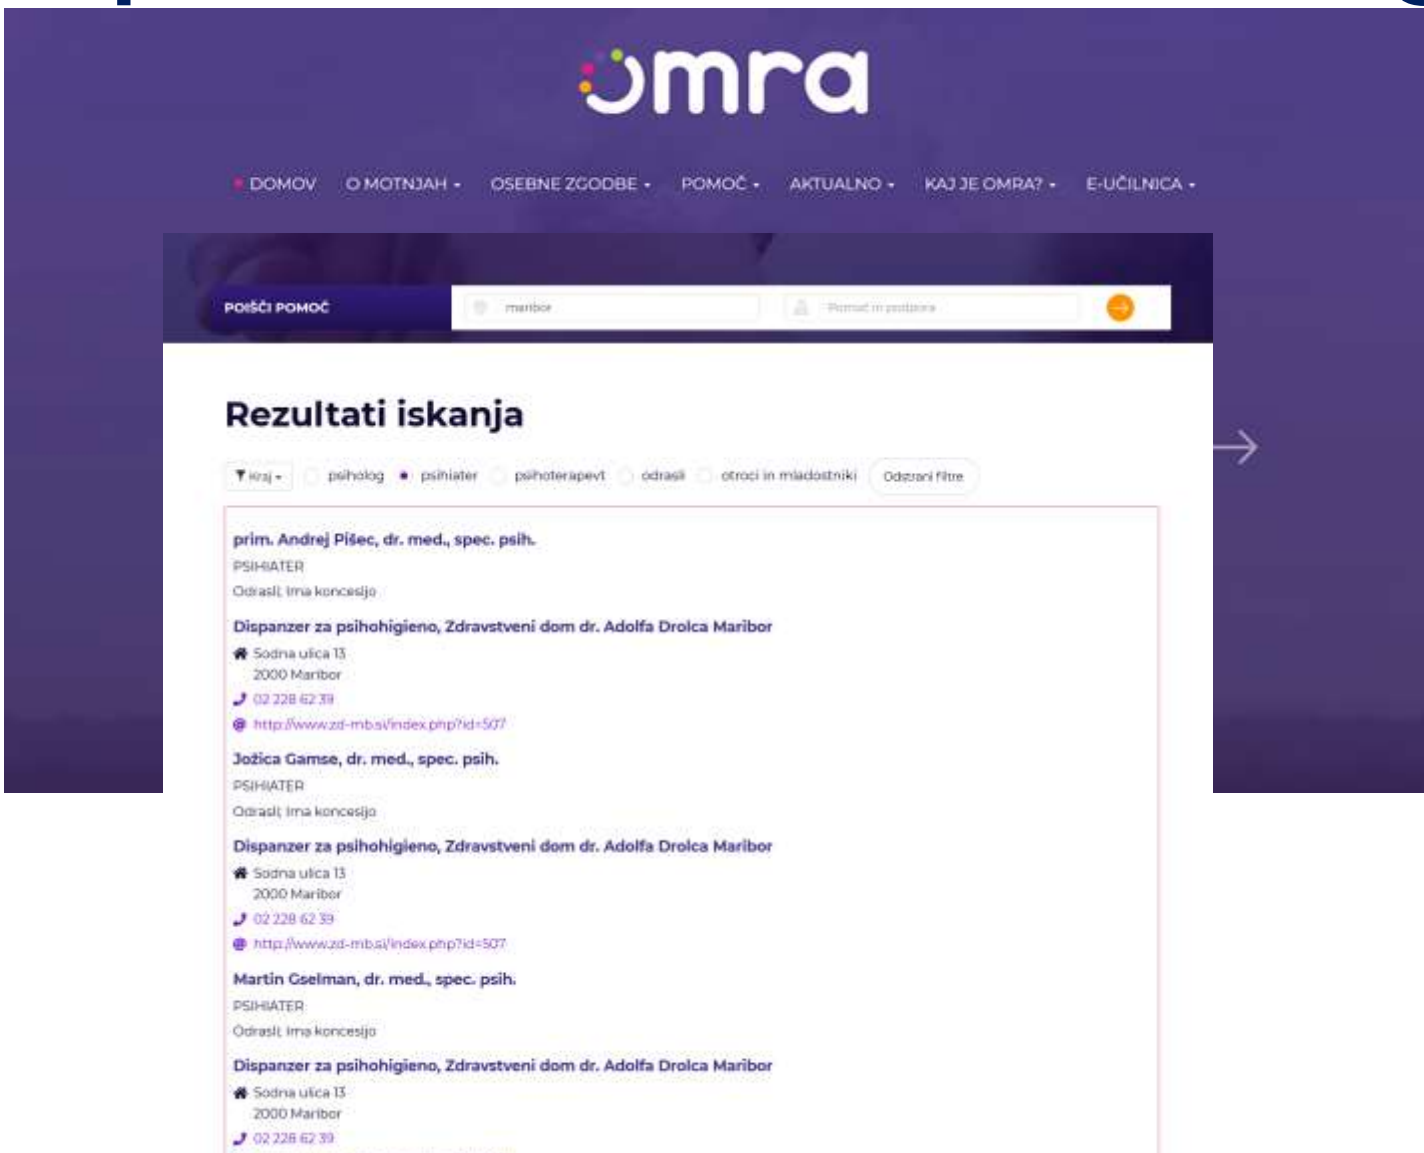 omra
DOMOV O MOTNJAH OSEBNE ZGODBE POMOČ AKTUALNO KAJ JE OMRA? E-UČILNICA
POIŠČI POMOČ maribor Pomoč in podpora
Rezultati iskanja
Kraj psiholog psihiater psihoterapevt odrasli otroci in mladostniki Odstrani filtre
prim. Andrej Pišec, dr. med., spec. psih.
PSIHIATER
Odrasli; Ima koncesijo
Dispanzer za psihohigieno, Zdravstveni dom dr. Adolfa Drolca Maribor
Sodna ulica 13
2000 Maribor
02 228 62 39
http://www.zd-mb.si/index.php?id=507
Jožica Gamse, dr. med., spec. psih.
PSIHIATER
Odrasli; Ima koncesijo
Dispanzer za psihohigieno, Zdravstveni dom dr. Adolfa Drolca Maribor
Sodna ulica 13
2000 Maribor
02 228 62 39
http://www.zd-mb.si/index.php?id=507
Martin Gselman, dr. med., spec. psih.
PSIHIATER
Odrasli; Ima koncesijo
Dispanzer za psihohigieno, Zdravstveni dom dr. Adolfa Drolca Maribor
Sodna ulica 13
2000 Maribor
02 228 62 39